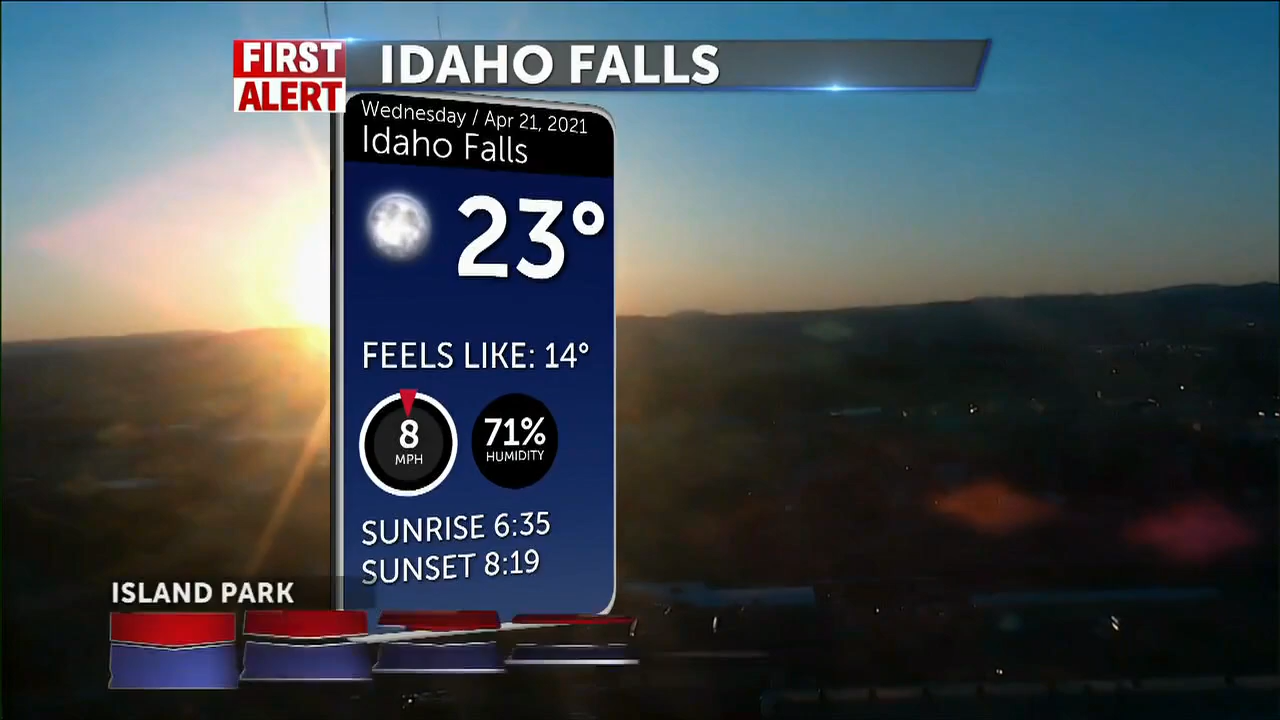 FIRST
ALERT
IDAHO FALLS
Wednesday / Apr 21, 2021
Idaho Falls
23°
FEELS LIKE: 14°
8
MPH
71%
HUMIDITY
SUNRISE 6:35
SUNSET 8:19
ISLAND PARK